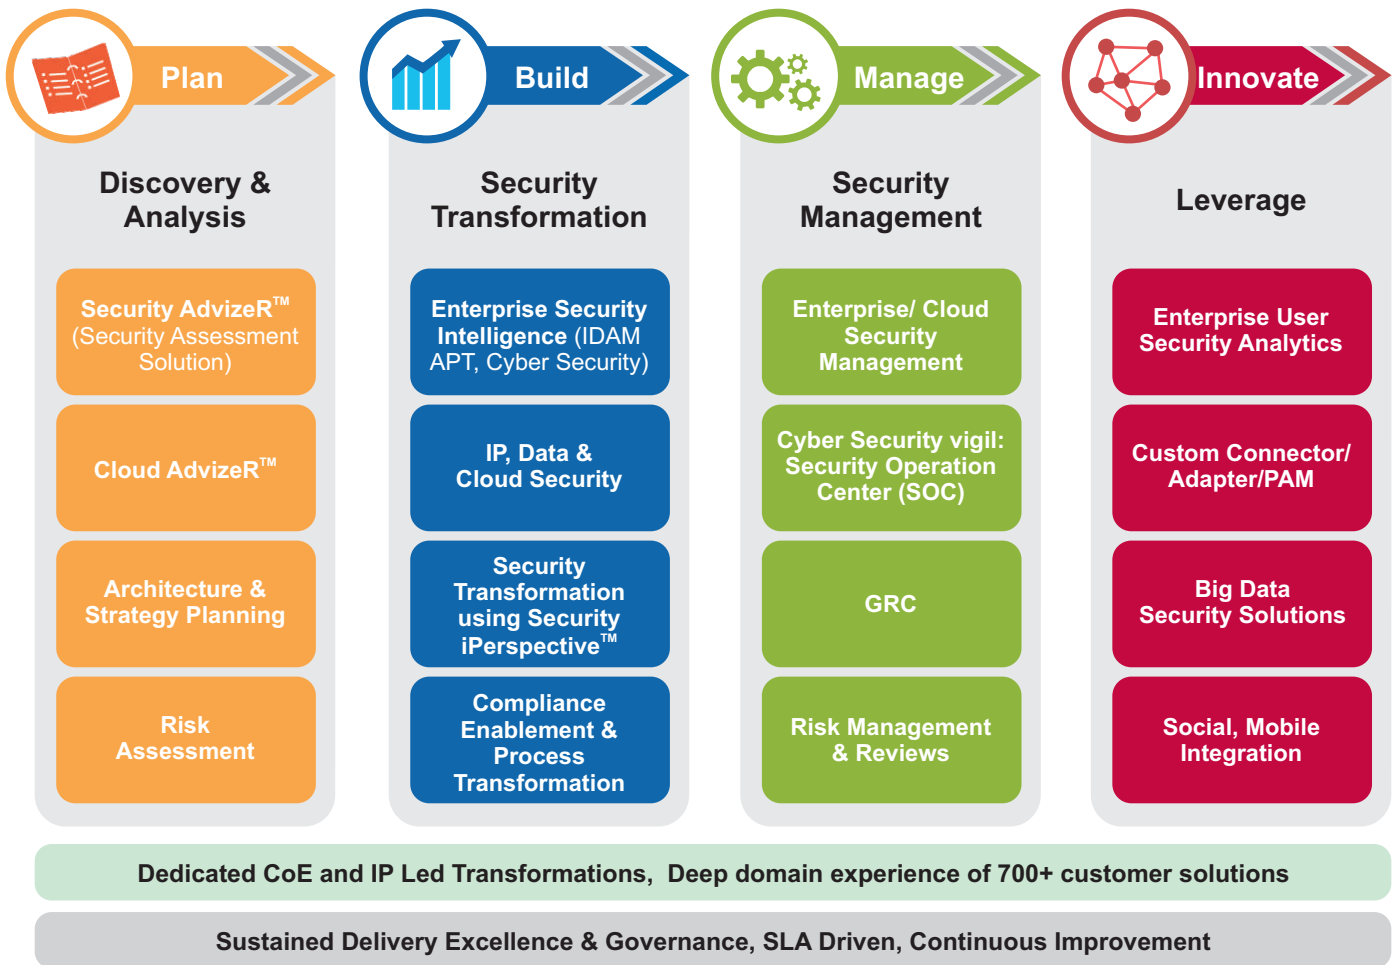 Plan
Discovery &
Analysis
Security AdvizeR™
(Security Assessment
Solution)
Cloud AdvizeR™
Architecture &
Strategy Planning
Risk
Assessment
Build
Security
Transformation
Enterprise Security
Intelligence (IDAM
APT, Cyber Security)
IP, Data &
Cloud Security
Security
Transformation
using Security
iPerspective™
Compliance
Enablement &
Process
Transformation
Manage
Security
Management
Enterprise/ Cloud
Security
Management
Cyber Security vigil:
Security Operation
Center (SOC)
GRC
Risk Management
& Reviews
Innovate
Leverage
Enterprise User
Security Analytics
Custom Connector/
Adapter/PAM
Big Data
Security Solutions
Social, Mobile
Integration
Dedicated CoE and IP Led Transformations, Deep domain experience of 700+ customer solutions
Sustained Delivery Excellence & Governance, SLA Driven, Continuous Improvement